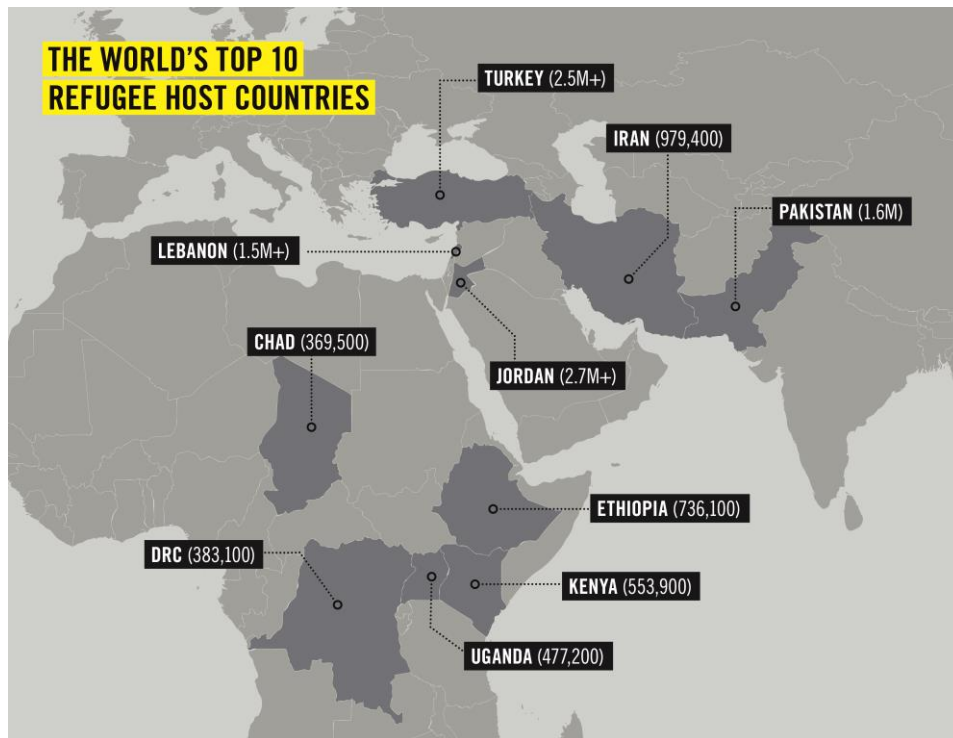 THE WORLD'S TOP 10
REFUGEE HOST COUNTRIES
TURKEY (2.5M+)
IRAN (979,400)
PAKISTAN (1.6M)
LEBANON (1.5M+)
CHAD (369,500)
JORDAN (2.7M+)
ETHIOPIA (736,100)
DRC (383,100)
KENYA (553,900)
UGANDA (477,200)